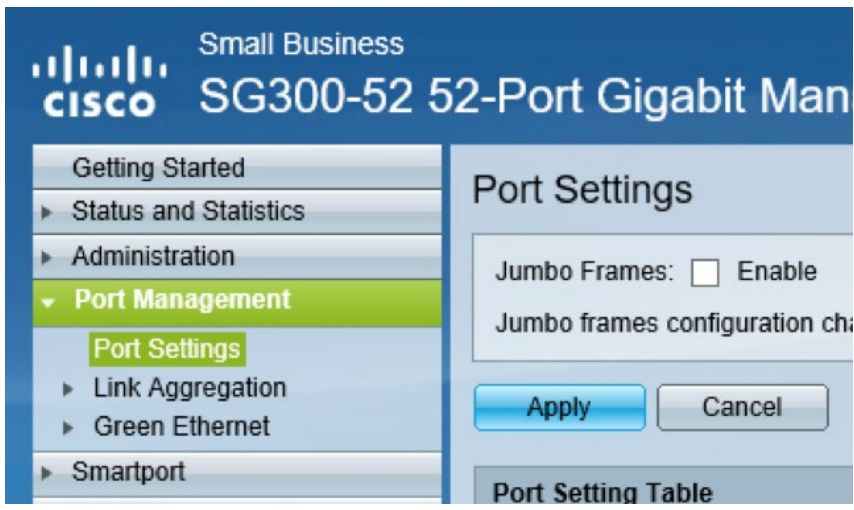 Small Business
CISCO SG300-52 52-Port Gigabit Man
Getting Started
Status and Statistics
Administration
Port Management
Port Settings
Link Aggregation
Green Ethernet
Smartport
Port Settings
Jumbo Frames: Enable
Jumbo frames configuration
Apply Cancel
Port Setting Table